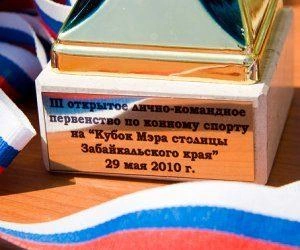 III открытое лично-командное
первенство по конному спорту
на "Кубок Мэра столицы
Забайкальского края"
29 мая 2010 г.